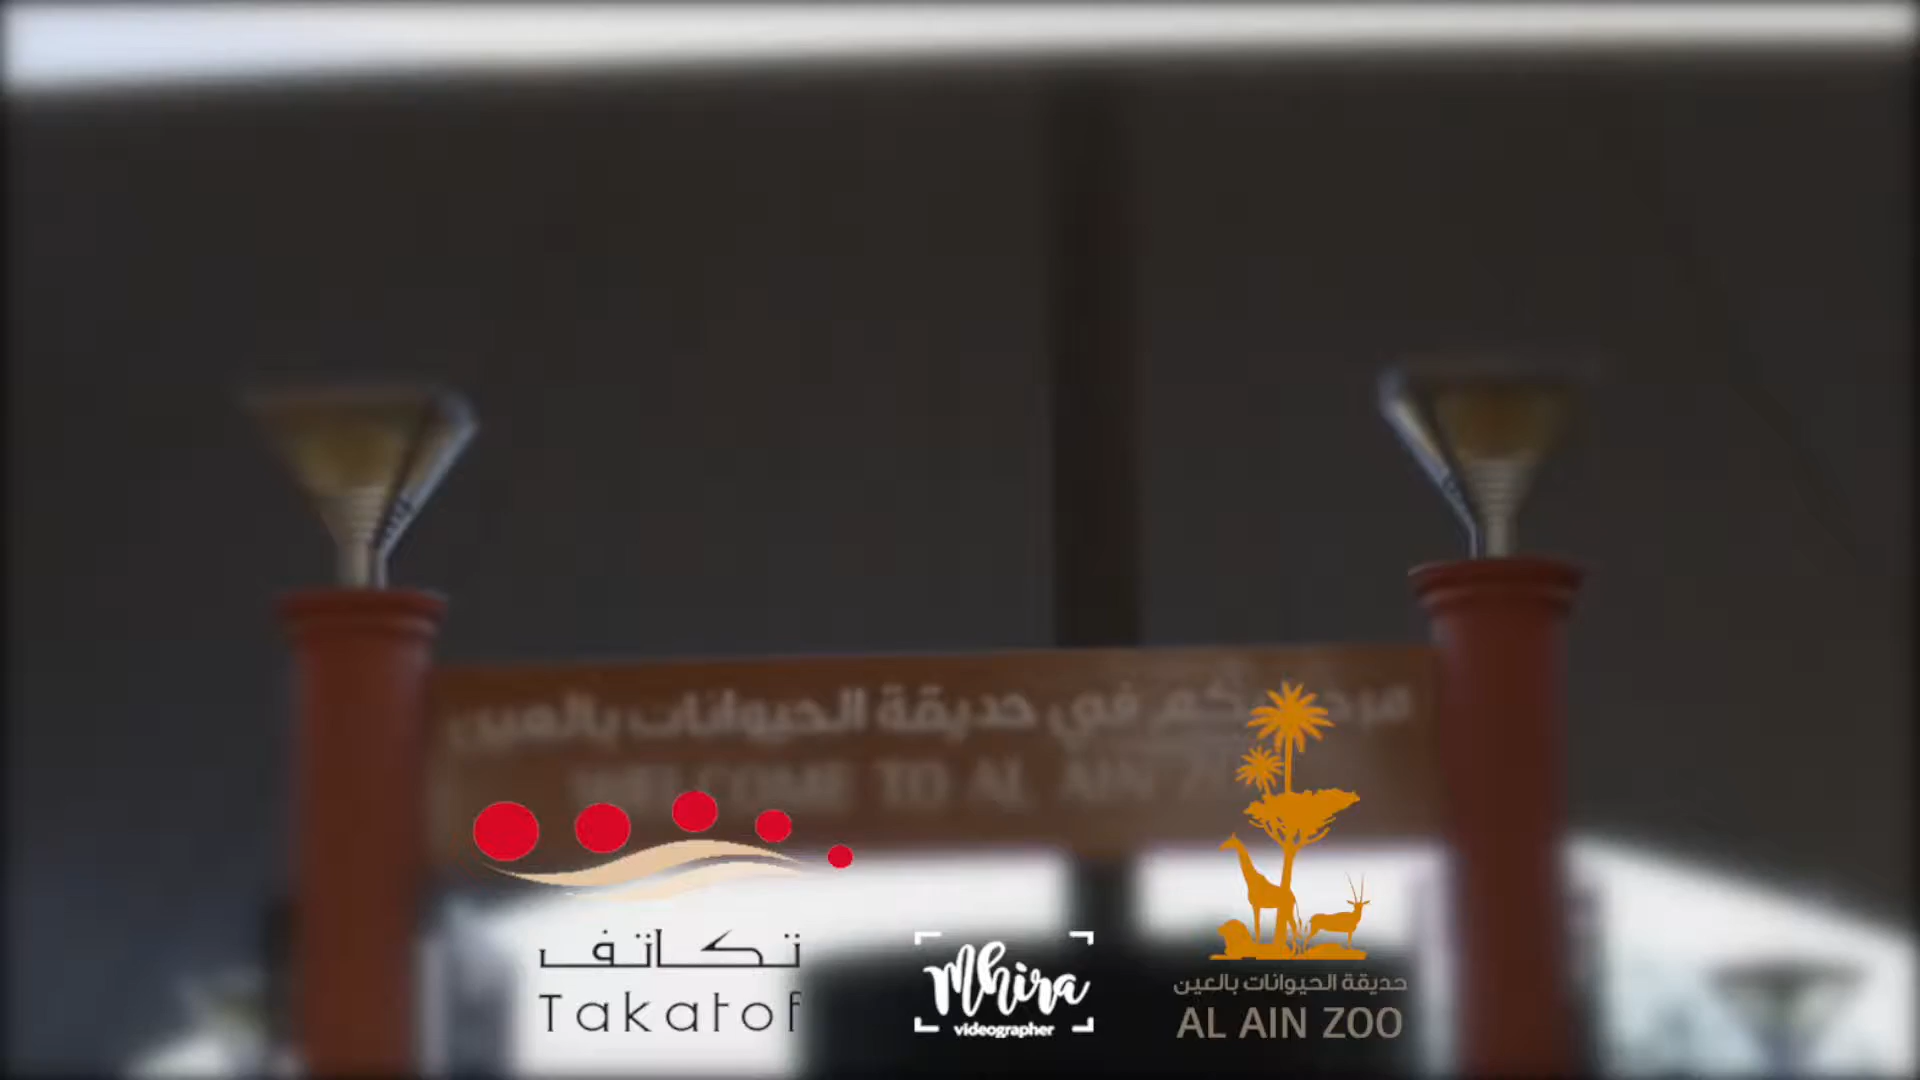 مرحبا بكم في حديقة الحيوانات بالعين
WELCOME TO AL AIN ZOO
تكاتف
Takatof
Mhira
videographer
حديقة الحيوانات بالعين
AL AIN ZOO